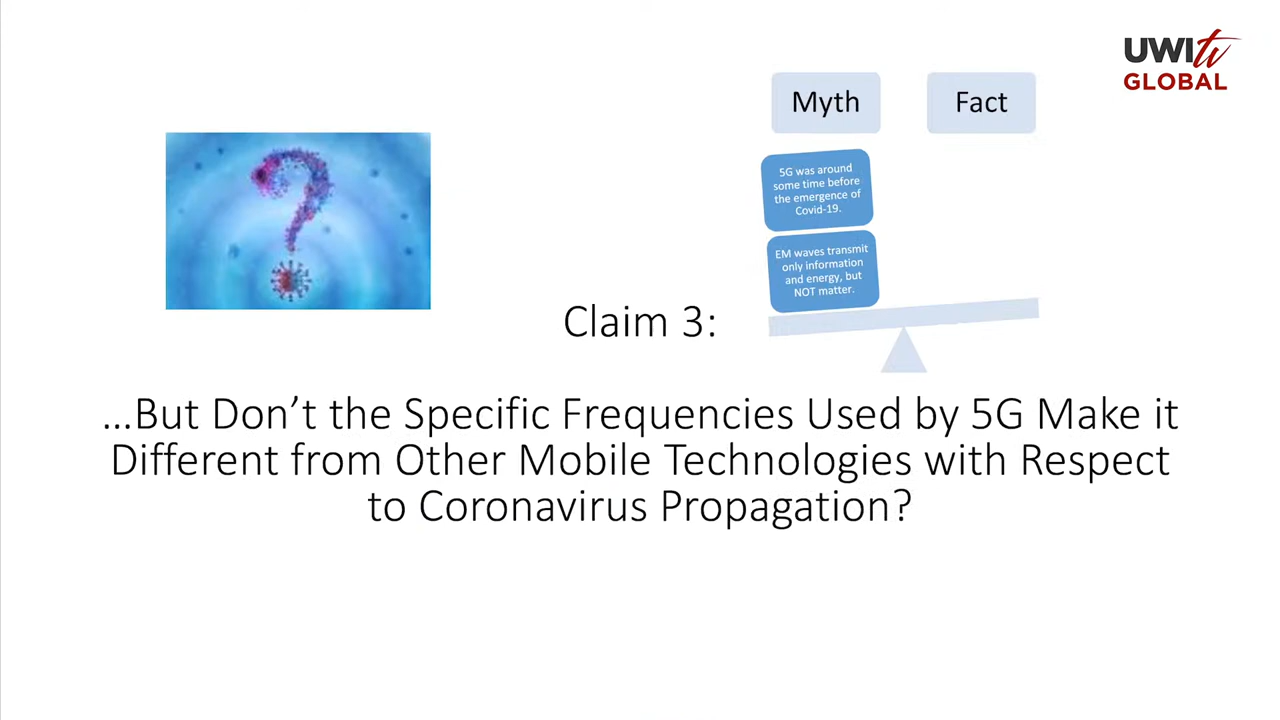 UWI tv
GLOBAL
Myth
Fact
5G was around
some time before
the emergence of
Covid-19.
EM waves transmit
only information
and energy, but
NOT matter.
Claim 3:
...But Don’t the Specific Frequencies Used by 5G Make it
Different from Other Mobile Technologies with Respect
to Coronavirus Propagation?